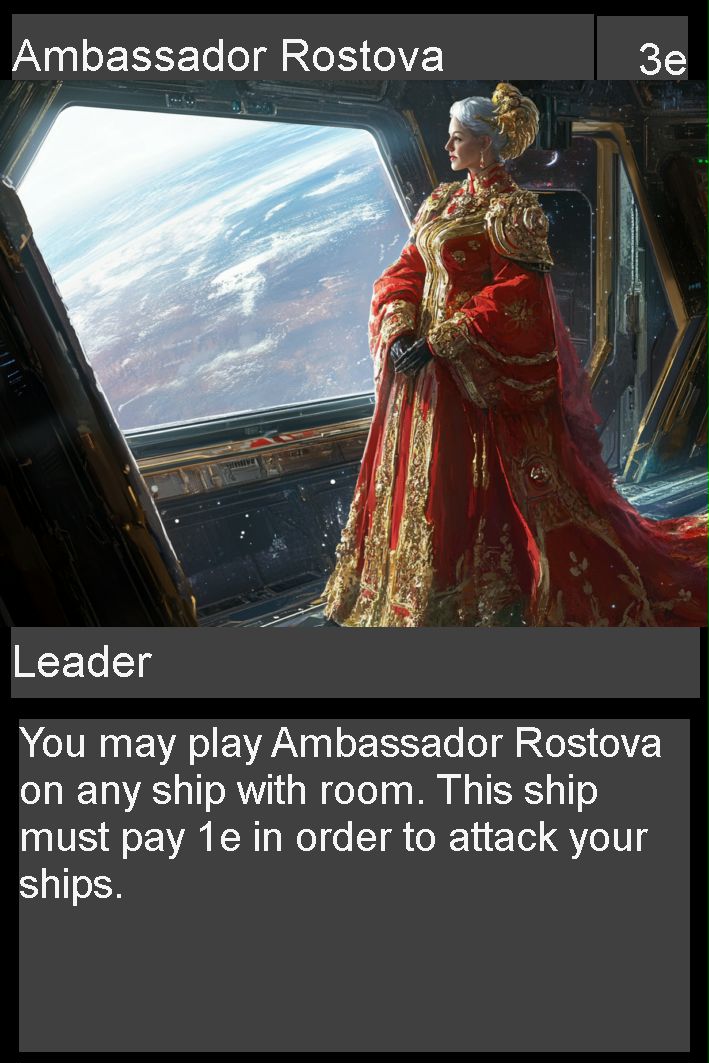 Ambassador Rostova
3e
Leader
You may play Ambassador Rostova
on any ship with room. This ship
must pay 1e in order to attack your
ships.